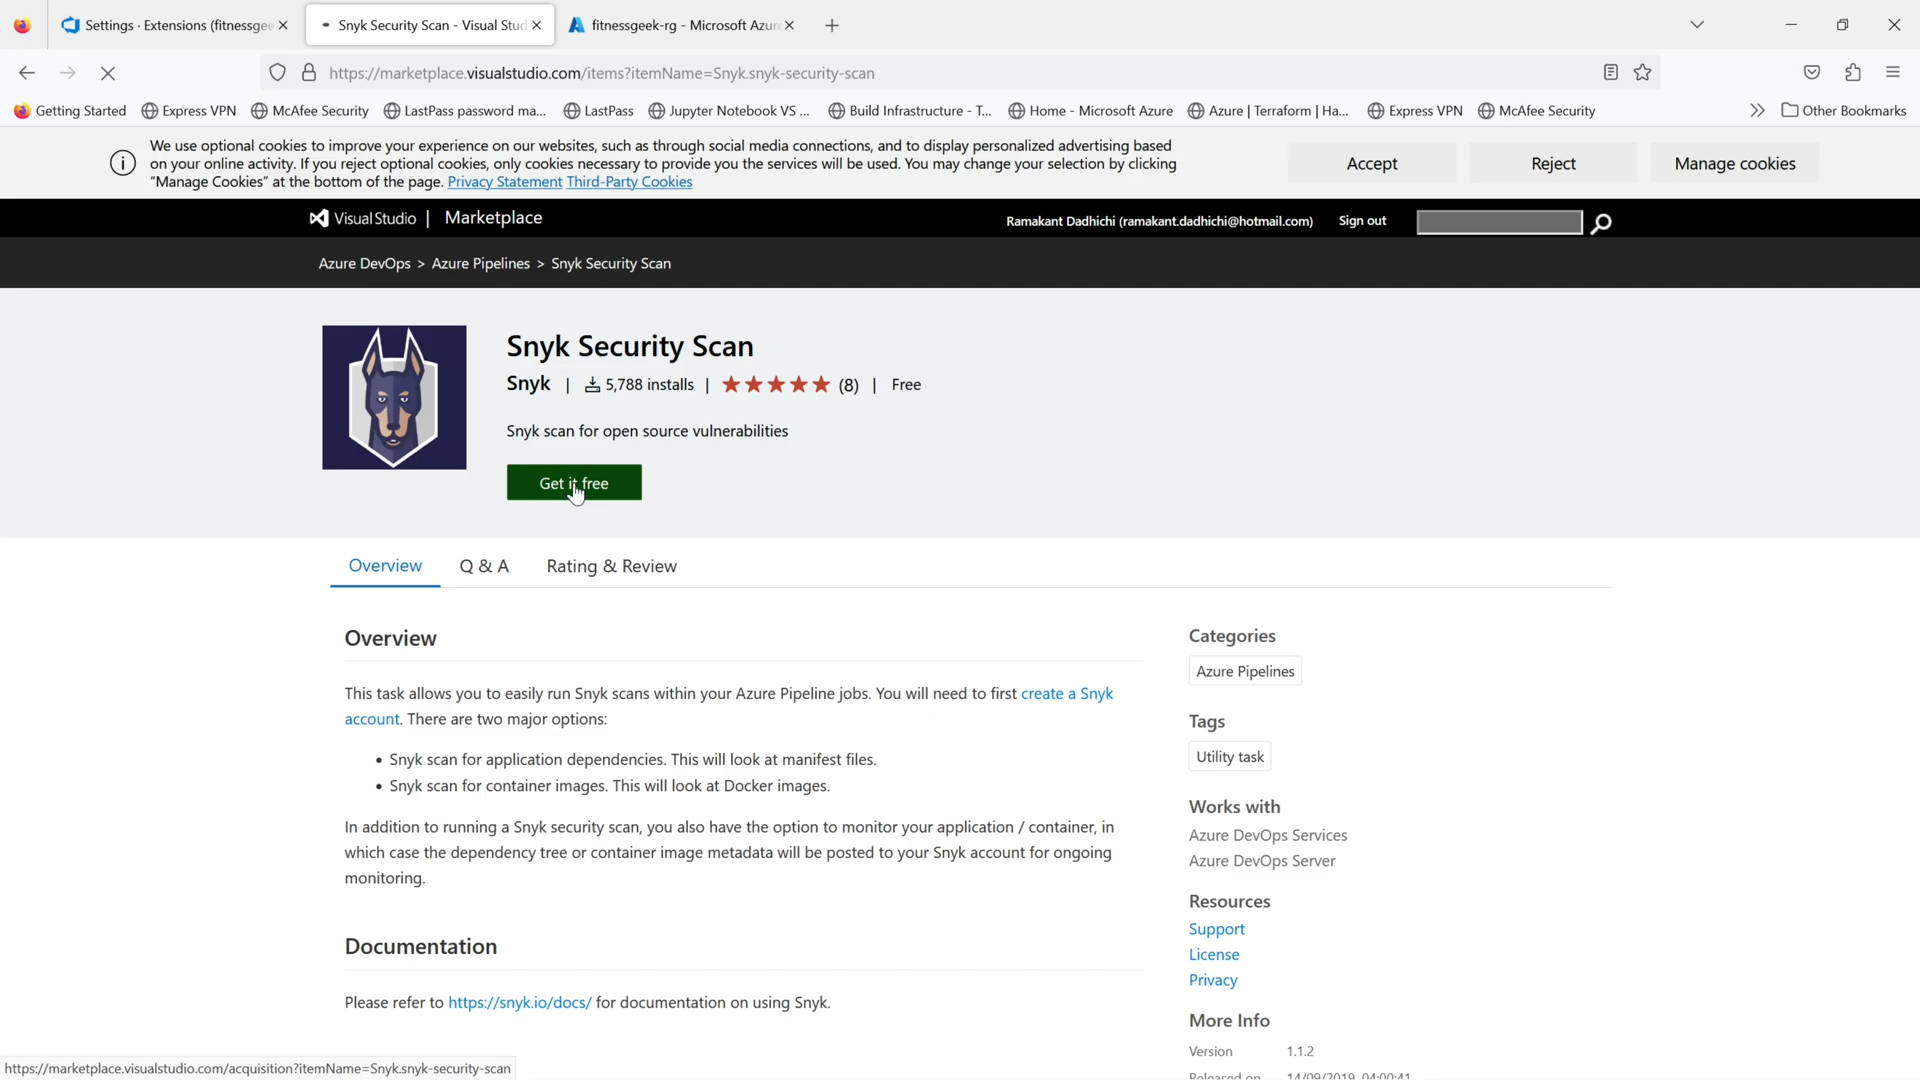 Settings · Extensions (fitnessgee
Snyk Security Scan - Visual Stud
fitnessgeek-rg - Microsoft Azur
https://marketplace.visualstudio.com/items?itemName=Snyk.snyk-security-scan
Getting Started
Express VPN
McAfee Security
LastPass password ma...
LastPass
Jupyter Notebook VS ...
Build Infrastructure - T...
Home - Microsoft Azure
Azure | Terraform | Ha...
Express VPN
McAfee Security
Other Bookmarks
We use optional cookies to improve your experience on our websites, such as through social media connections, and to display personalized advertising based
on your online activity. If you reject optional cookies, only cookies necessary to provide you the services will be used. You may change your selection by clicking
“Manage Cookies” at the bottom of the page. Privacy Statement Third-Party Cookies
Accept
Reject
Manage cookies
Visual Studio | Marketplace
Ramakant Dadhichi (ramakant.dadhichi@hotmail.com)
Sign out
Azure DevOps > Azure Pipelines > Snyk Security Scan
Snyk Security Scan
Snyk | 5,788 installs | (8) | Free
Snyk scan for open source vulnerabilities
Get it free
Overview
Q & A
Rating & Review
Overview
This task allows you to easily run Snyk scans within your Azure Pipeline jobs. You will need to first create a Snyk
account. There are two major options:
• Snyk scan for application dependencies. This will look at manifest files.
• Snyk scan for container images. This will look at Docker images.
In addition to running a Snyk security scan, you also have the option to monitor your application / container, in
which case the dependency tree or container image metadata will be posted to your Snyk account for ongoing
monitoring.
Documentation
Please refer to https://snyk.io/docs/ for documentation on using Snyk.
Categories
Azure Pipelines
Tags
Utility task
Works with
Azure DevOps Services
Azure DevOps Server
Resources
Support
License
Privacy
More Info
Version 1.1.2
Released on 14/09/2019, 04:00:41
https://marketplace.visualstudio.com/acquisition?itemName=Snyk.snyk-security-scan